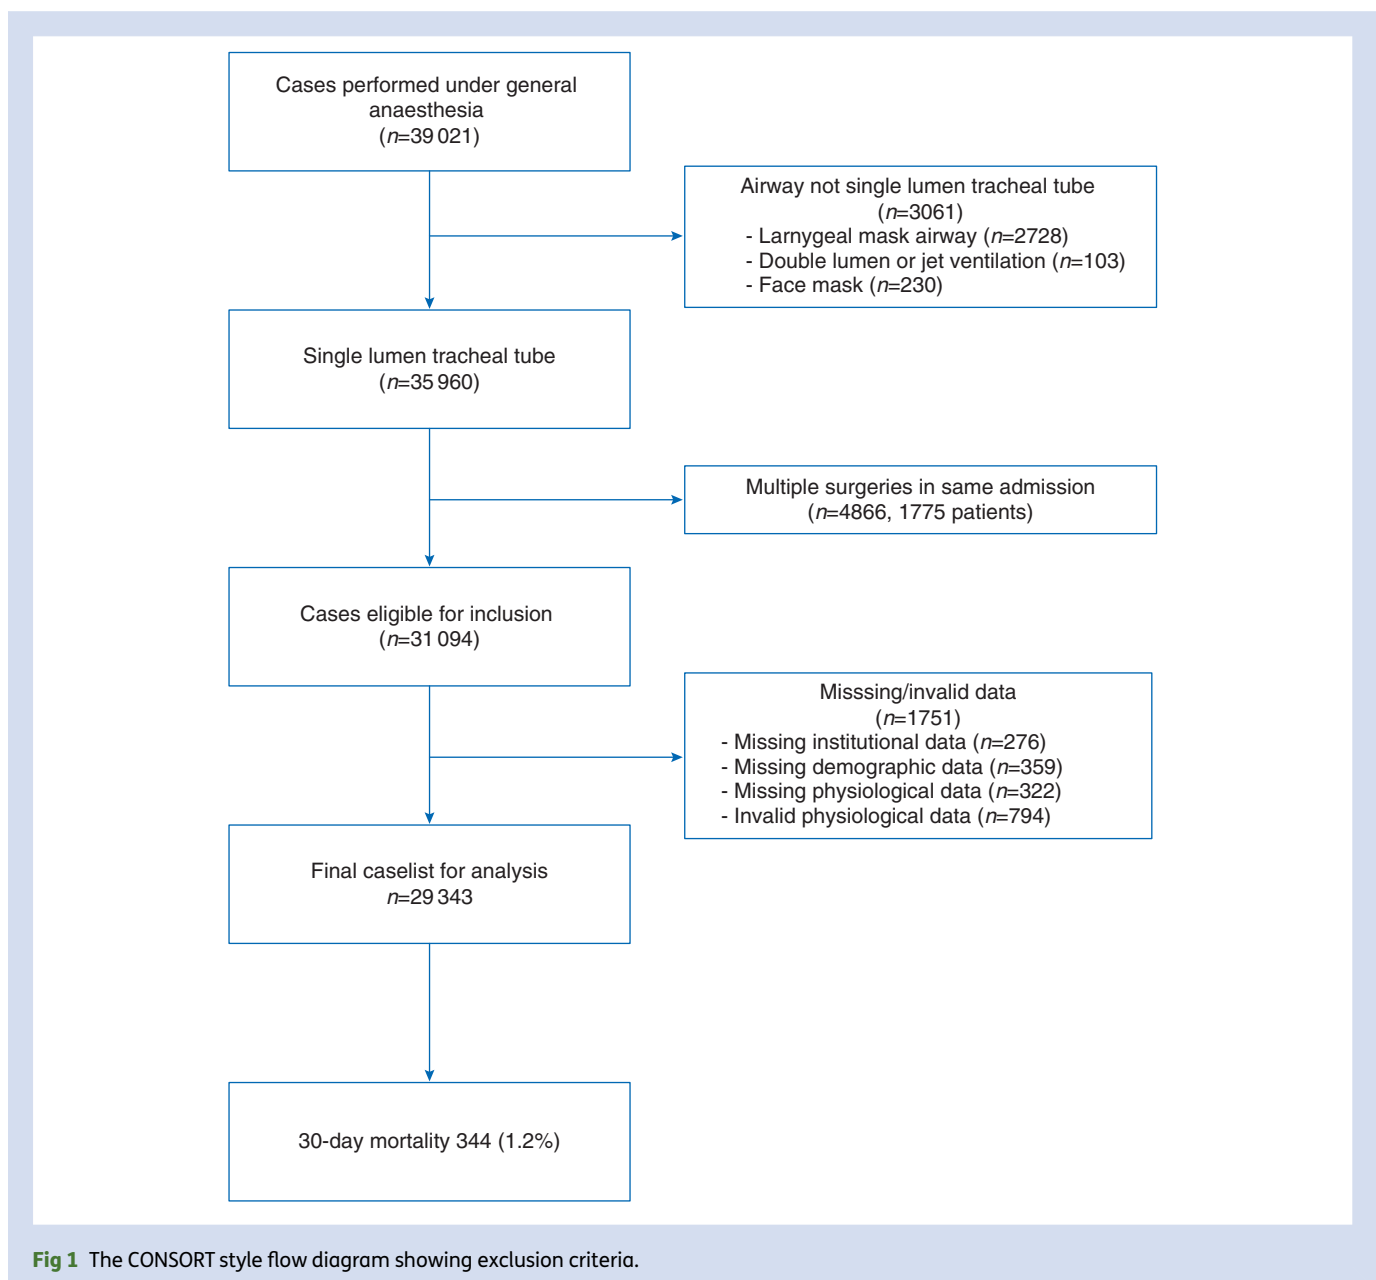 Cases performed under general
anaesthesia
(n=39 021)
Airway not single lumen tracheal tube
(n=3061)
- Larnygeal mask airway (n=2728)
- Double lumen or jet ventilation (n=103)
- Face mask (n=230)
Single lumen tracheal tube
(n=35 960)
Multiple surgeries in same admission
(n=4866, 1775 patients)
Cases eligible for inclusion
(n=31 094)
Misssing/invalid data
(n=1751)
- Missing institutional data (n=276)
- Missing demographic data (n=359)
- Missing physiological data (n=322)
- Invalid physiological data (n=794)
Final caselist for analysis
n=29 343
30-day mortality 344 (1.2%)
Fig 1 The CONSORT style flow diagram showing exclusion criteria.